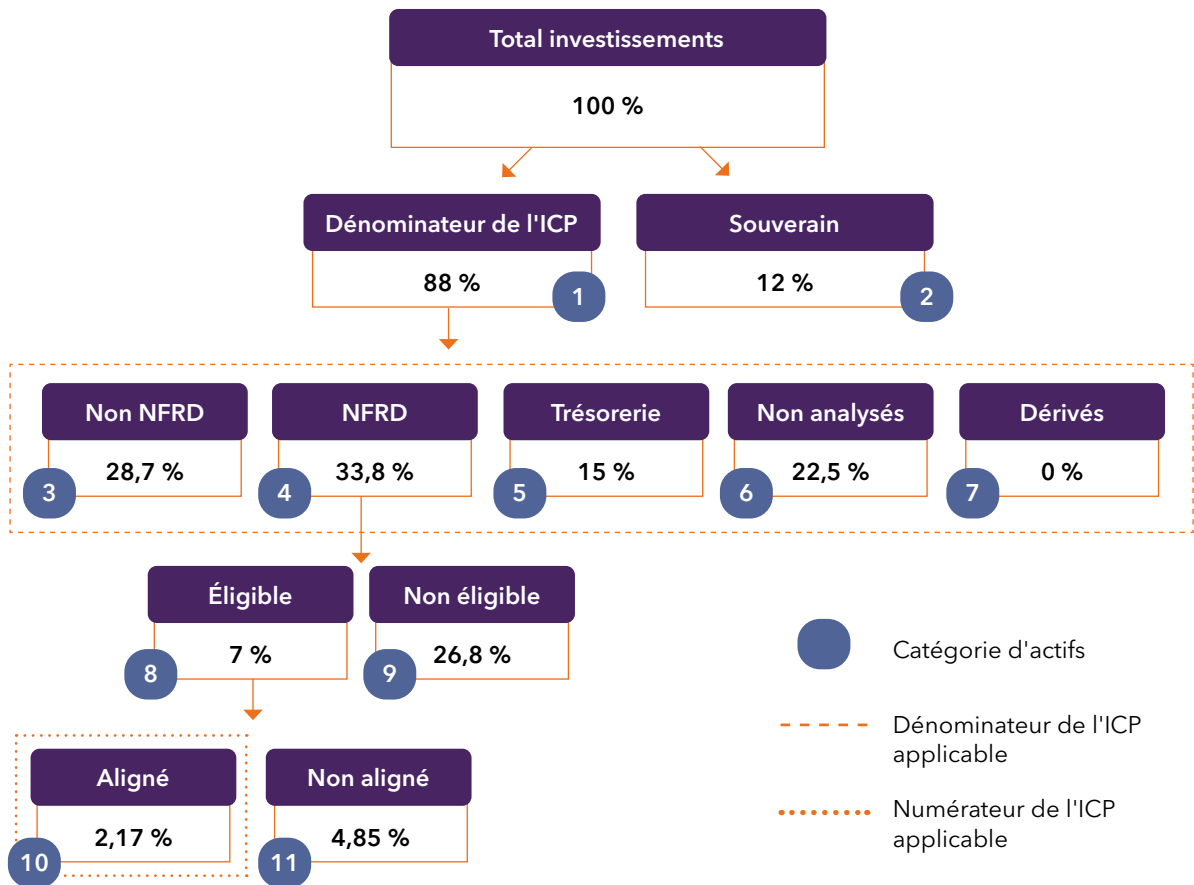 Total investissements
100 %
Dénominateur de l'ICP
Souverain
88 %
1
12 %
2
Non NFRD
NFRD
Trésorerie
Non analysés
Dérivés
28,7 %
33,8 %
15 %
22,5 %
0 %
3
4
5
6
7
Éligible
Non éligible
7 %
26,8 %
8
9
Catégorie d'actifs
Dénominateur de l'ICP
applicable
Aligné
Non aligné
2,17 %
4,85 %
10
11
Numérateur de l'ICP
applicable